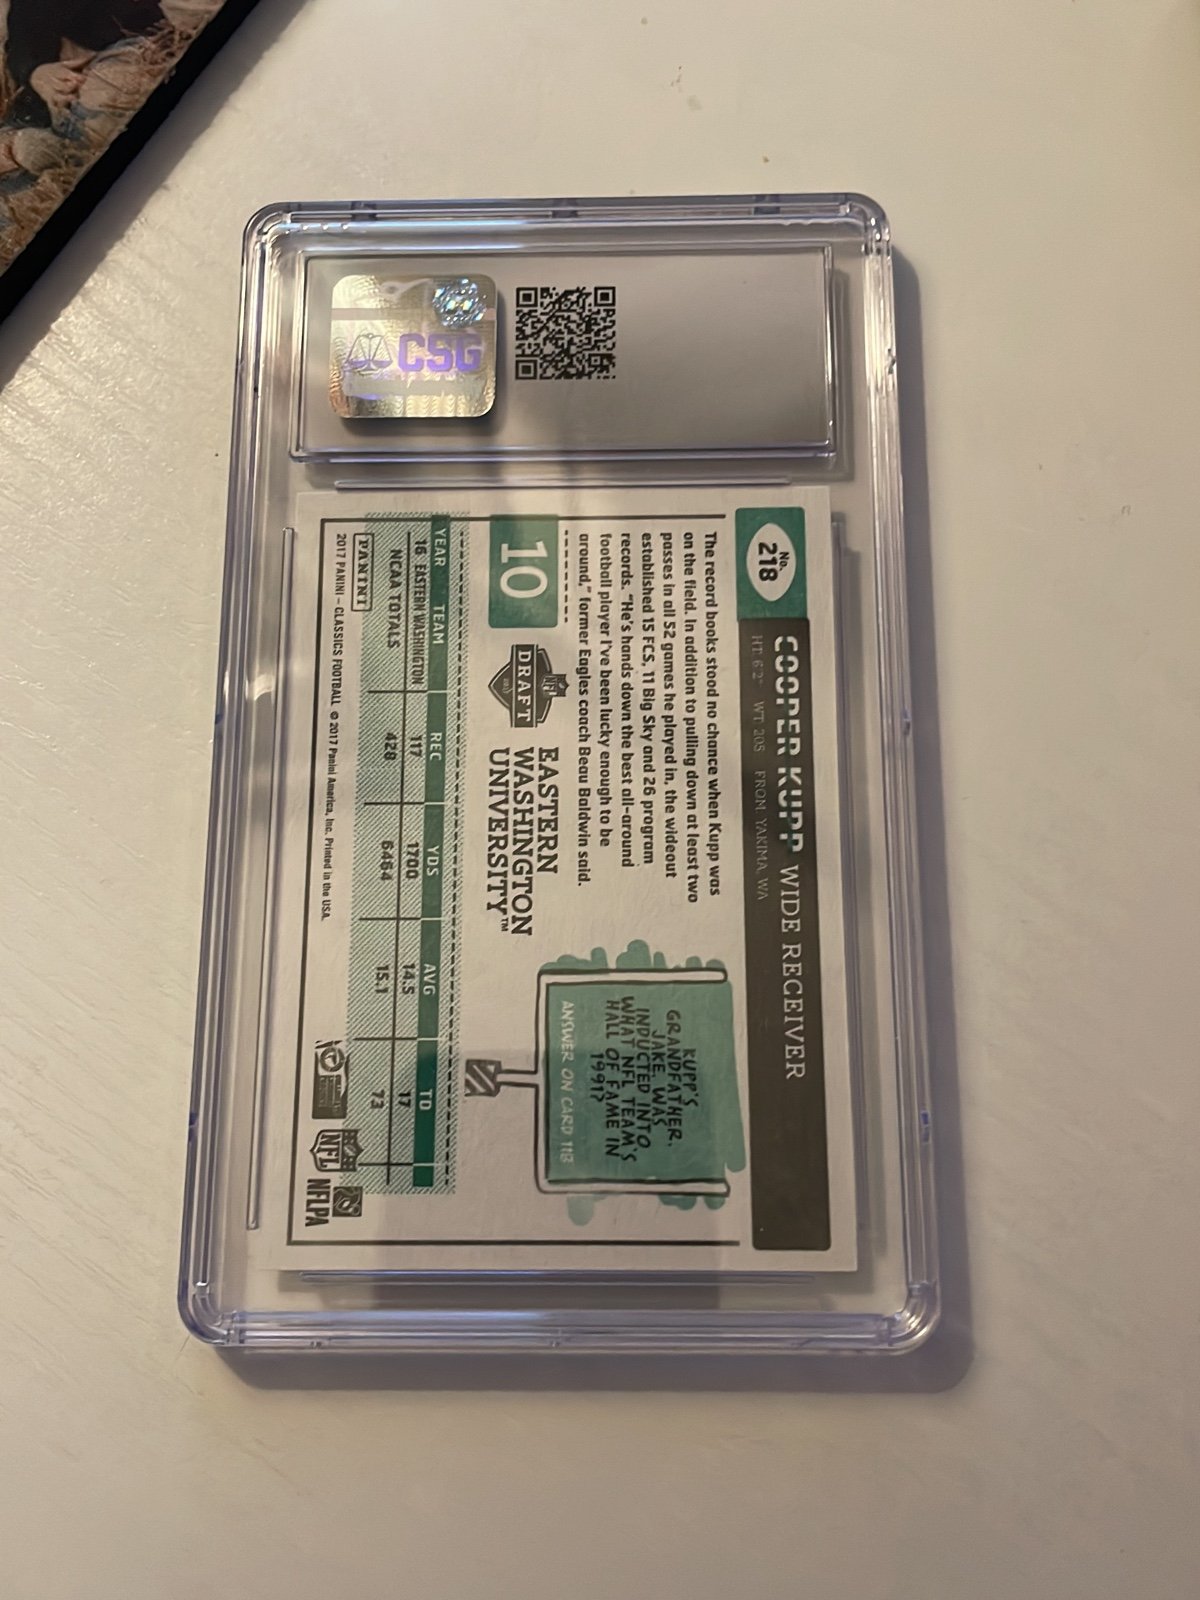 CSG
No.
218
COOPER KUPP WIDE RECEIVER
HT. 6'2" WT. 205 FROM YAKIMA, WA
The record books stood no chance when Kupp was
on the field. In addition to pulling down at least two
passes in all 52 games he played in, the wideout
established 15 FCS, 11 Big Sky and 26 program
records. "He's hands down the best all-around
football player I've been lucky enough to be
around," former Eagles coach Beau Baldwin said.
KUPP'S
GRANDFATHER,
JAKE, WAS
INDUCTED INTO
WHAT NFL TEAM'S
HALL OF FAME IN
1991?
ANSWER ON CARD 118
10
NFL
DRAFT
2017
EASTERN
WASHINGTON
UNIVERSITY™
YEAR TEAM REC YDS AVG TD
16 EASTERN WASHINGTON 117 1700 14.5 17
NCAA TOTALS 428 6464 15.1 73
PANINI
2017 PANINI – CLASSICS FOOTBALL © 2017 Panini America, Inc. Printed in the USA.
NFL
NFLPA